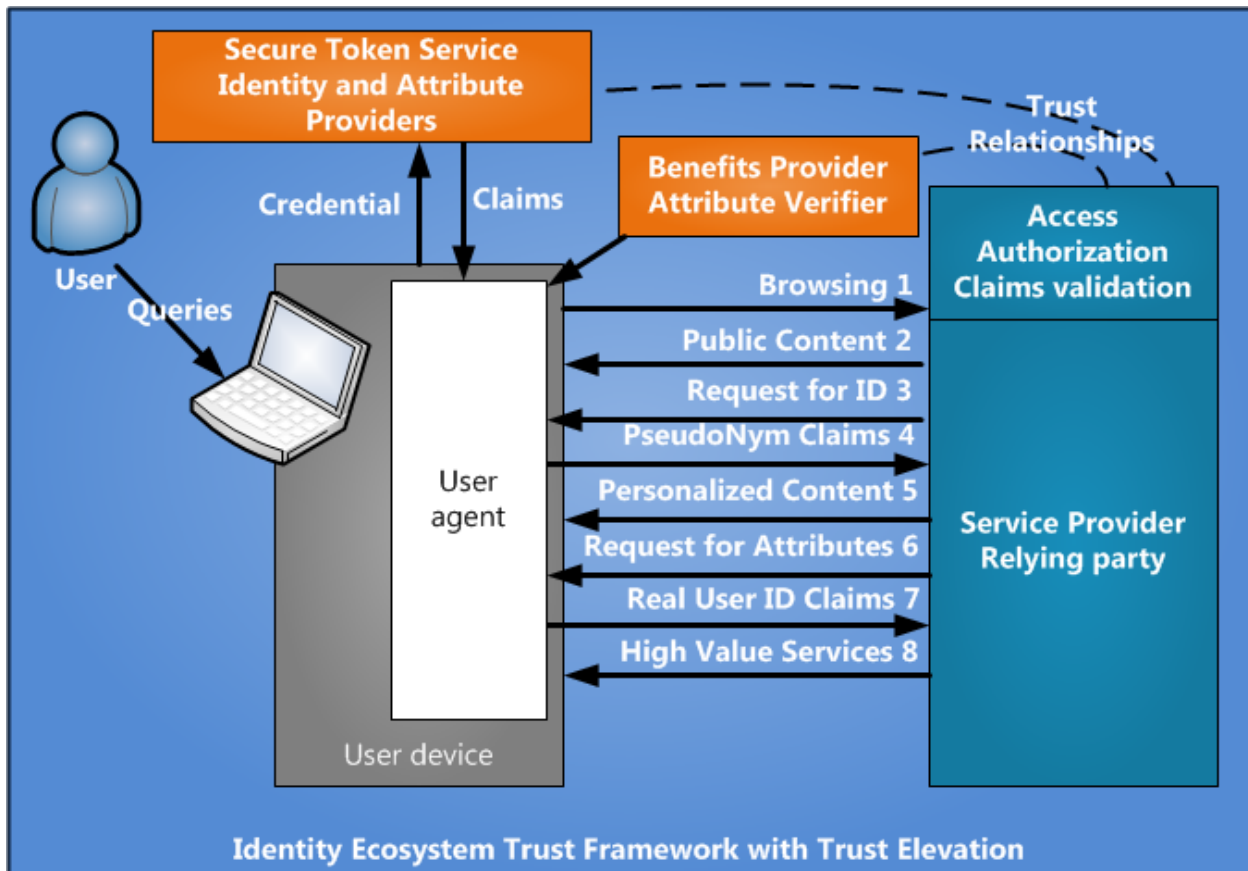 Secure Token Service
Identity and Attribute
Providers
Trust
Relationships
Benefits Provider
Attribute Verifier
Credential
Claims
Access
Authorization
Claims validation
User
Queries
Browsing 1
Public Content 2
Request for ID 3
PseudoNym Claims 4
Personalized Content 5
Request for Attributes 6
Real User ID Claims 7
High Value Services 8
User
agent
Service Provider
Relying party
User device
Identity Ecosystem Trust Framework with Trust Elevation